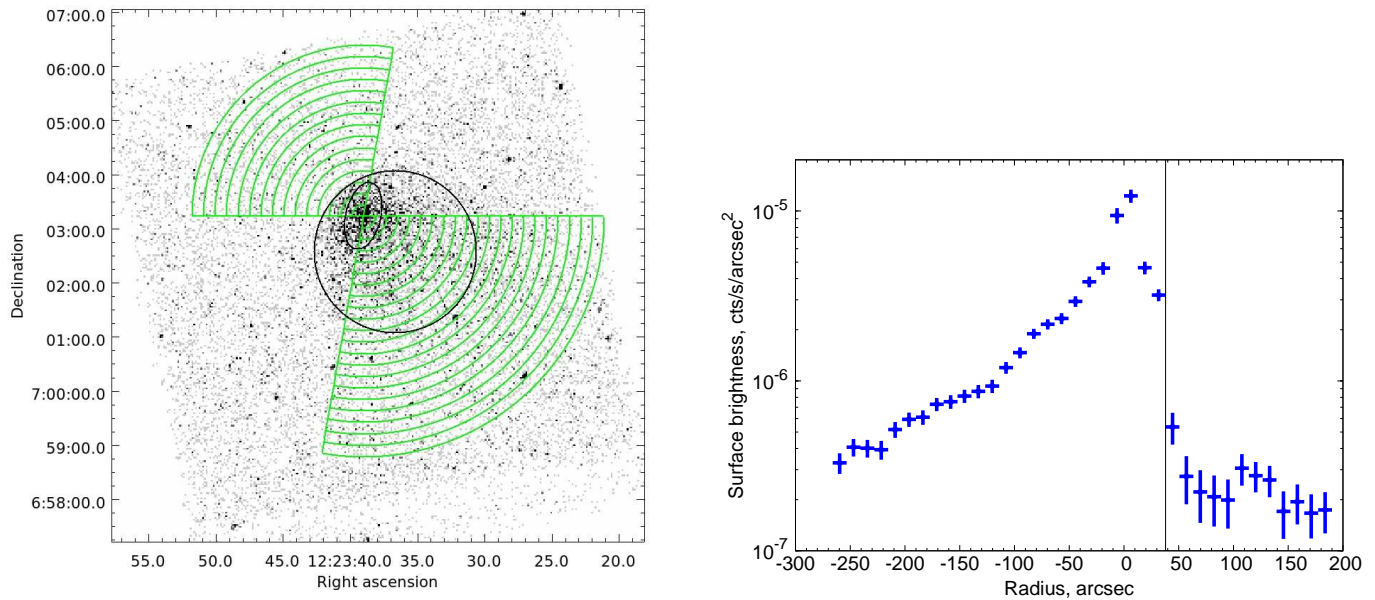 07:00.0
06:00.0
05:00.0
04:00.0
03:00.0
02:00.0
01:00.0
7:00:00.0
59:00.0
6:58:00.0
Declination
55.0 50.0 45.0 12:23:40.0 35.0 30.0 25.0 20.0
Right ascension
Surface brightness, cts/s/arcsec²
10⁻⁵
10⁻⁶
10⁻⁷
-300 -250 -200 -150 -100 -50 0 50 100 150 200
Radius, arcsec